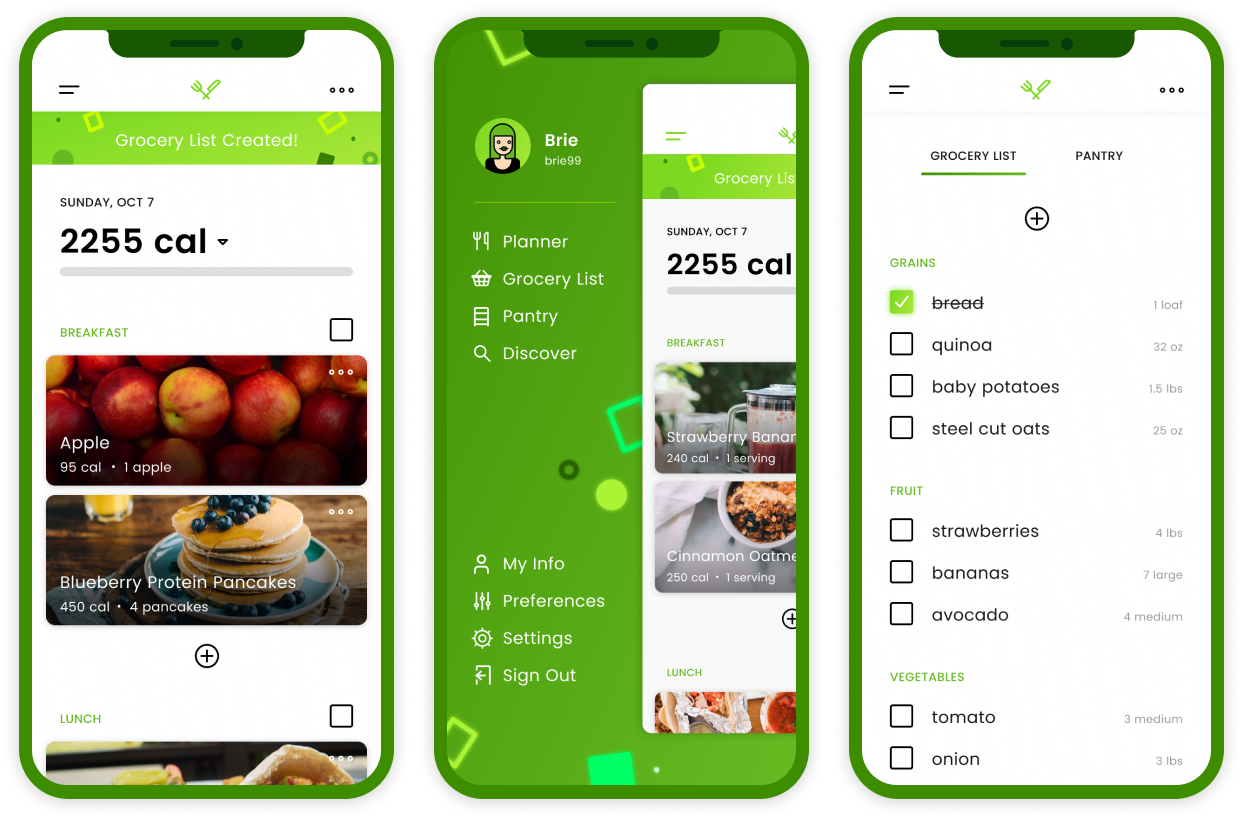 Grocery List Created!
SUNDAY, OCT 7
2255 cal
BREAKFAST
Apple
95 cal • 1 apple
Blueberry Protein Pancakes
450 cal • 4 pancakes
LUNCH
Brie
brie99
Planner
Grocery List
Pantry
Discover
My Info
Preferences
Settings
Sign Out
Grocery Lis
SUNDAY, OCT 7
2255 cal
BREAKFAST
Strawberry Banan
240 cal • 1 serving
Cinnamon Oatme
250 cal • 1 serving
LUNCH
GROCERY LIST PANTRY
GRAINS
bread 1 loaf
quinoa 32 oz
baby potatoes 1.5 lbs
steel cut oats 25 oz
FRUIT
strawberries 4 lbs
bananas 7 large
avocado 4 medium
VEGETABLES
tomato 3 medium
onion 3 lbs